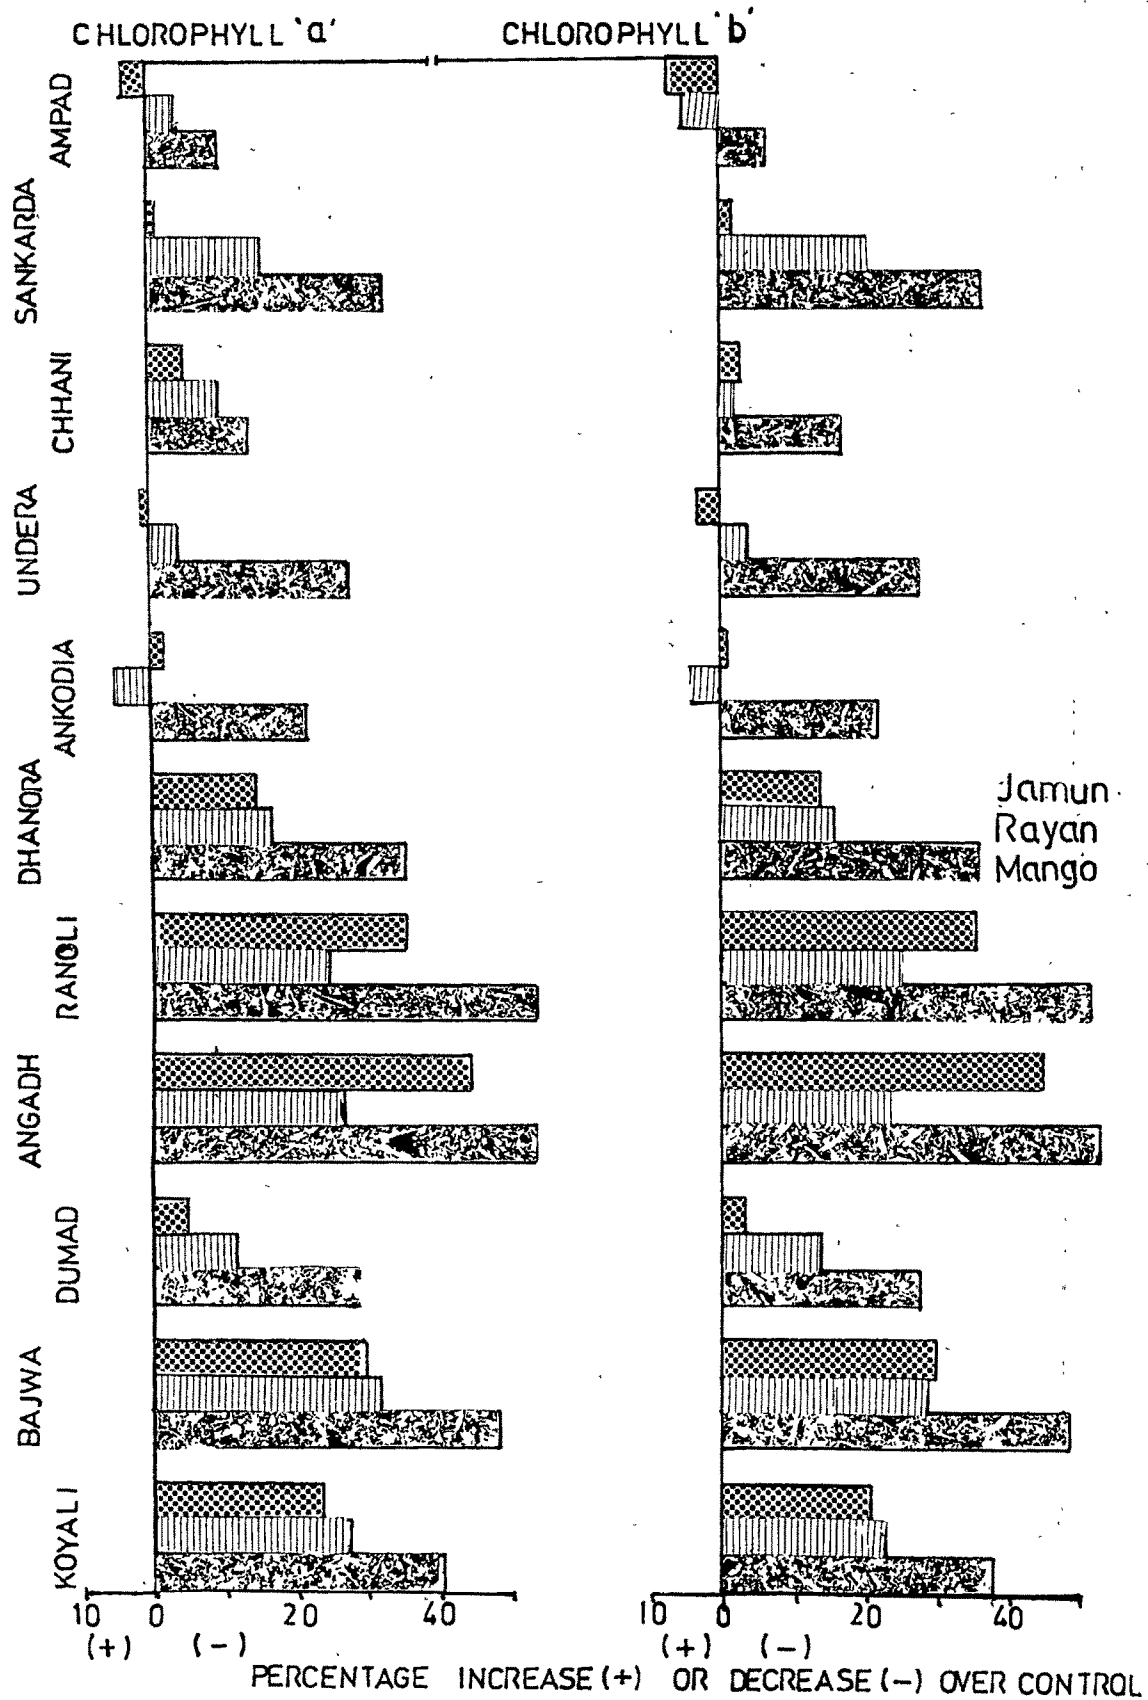 CHLOROPHYLL 'a'
CHLOROPHYLL 'b'
AMPAD
SANKARDA
CHHANI
UNDERA
ANKODIA
DHANORA
RANOLI
ANGADH
DUMAD
BAJWA
KOYALI
Jamun
Rayan
Mango
10 0 20 40
(+) (-)
10 0 20 40
(+) (-)
PERCENTAGE INCREASE (+) OR DECREASE (-) OVER CONTROL